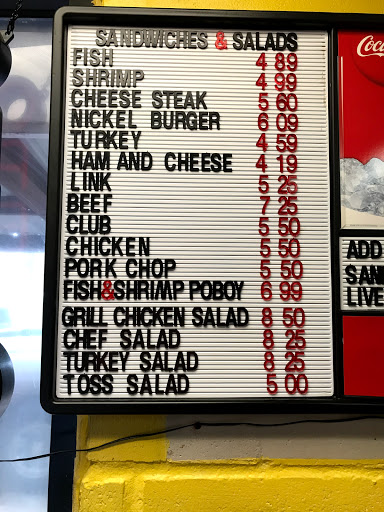 SANDWICHES & SALADS
FISH 4 89
SHRIMP 4 99
CHEESE STEAK 5 60
NICKEL BURGER 6 09
TURKEY 4 59
HAM AND CHEESE 4 19
LINK 5 25
BEEF 7 25
CLUB 5 50
CHICKEN 5 50
PORK CHOP 5 50
FISH&SHRIMP POBOY 6 99
GRILL CHICKEN SALAD 8 50
CHEF SALAD 8 25
TURKEY SALAD 8 25
TOSS SALAD 5 00
ADD
LIVE